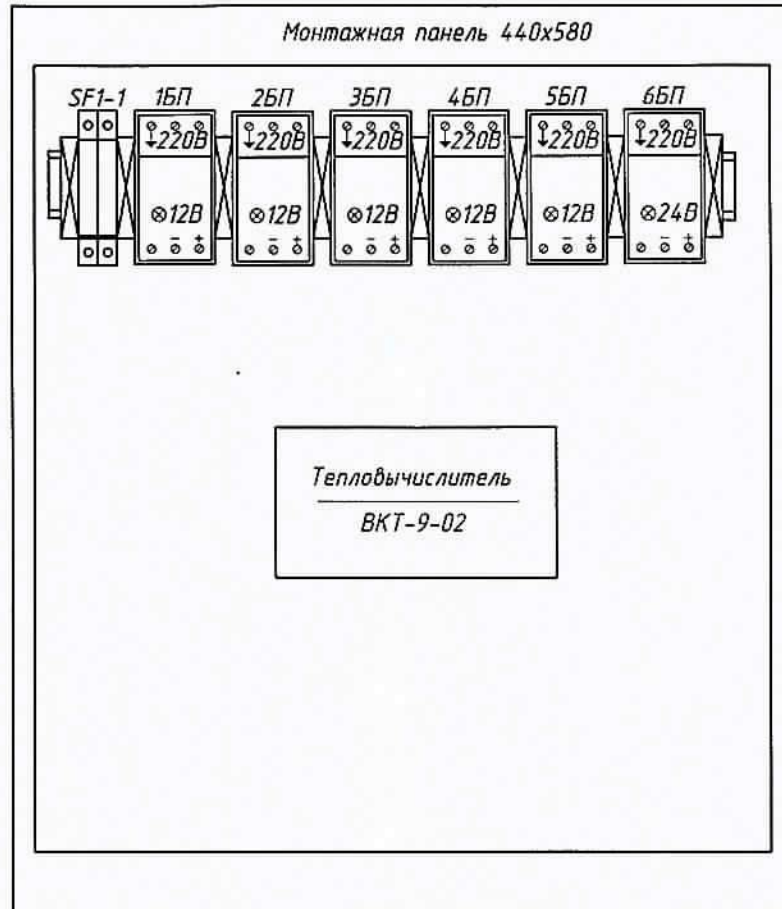 Монтажная панель 440х580
SF1-1 1БП 2БП 3БП 4БП 5БП 6БП
220В 220В 220В 220В 220В 220В
12В 12В 12В 12В 12В 24В
- + - + - + - + - + - +
Тепловычислитель
ВКТ-9-02